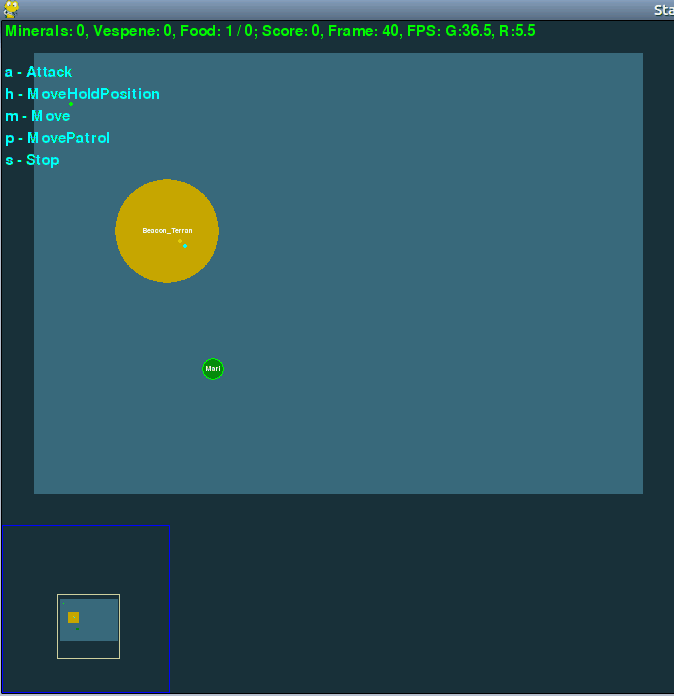 Sta
Minerals: 0, Vespene: 0, Food: 1 / 0; Score: 0, Frame: 40, FPS: G:36.5, R:5.5
a - Attack
h - MoveHoldPosition
m - Move
p - MovePatrol
s - Stop
Beacon_Terran
Mari